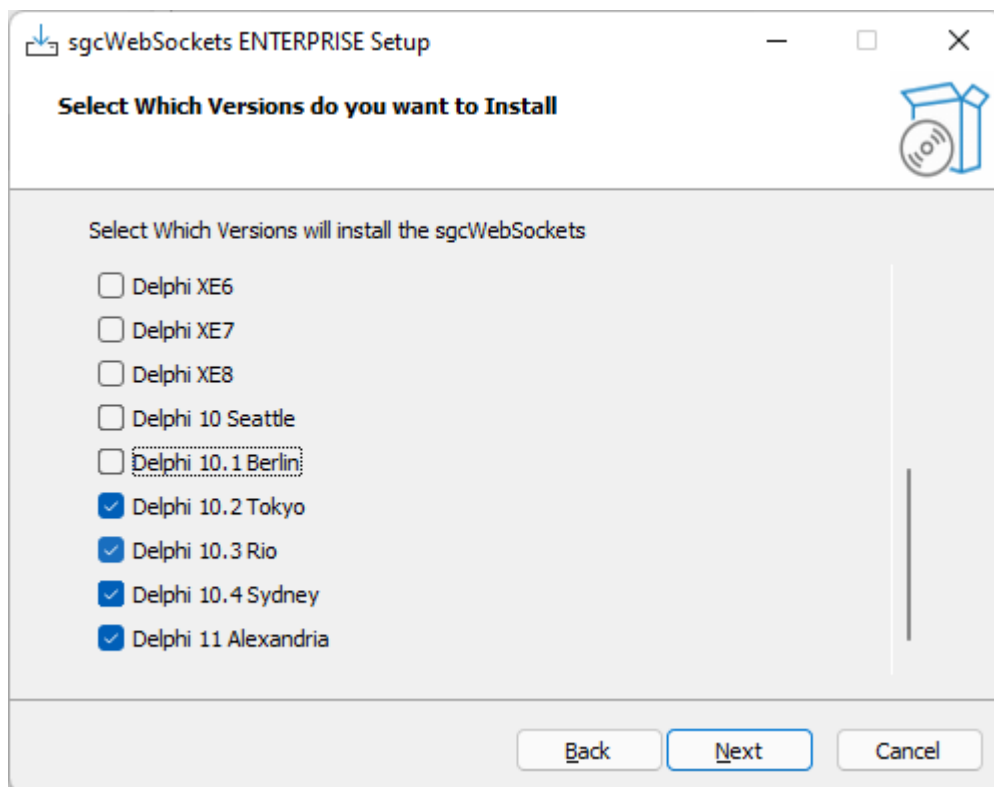 sgcWebSockets ENTERPRISE Setup
Select Which Versions do you want to Install
Select Which Versions will install the sgcWebSockets
Delphi XE6
Delphi XE7
Delphi XE8
Delphi 10 Seattle
Delphi 10.1 Berlin
Delphi 10.2 Tokyo
Delphi 10.3 Rio
Delphi 10.4 Sydney
Delphi 11 Alexandria
Back Next Cancel